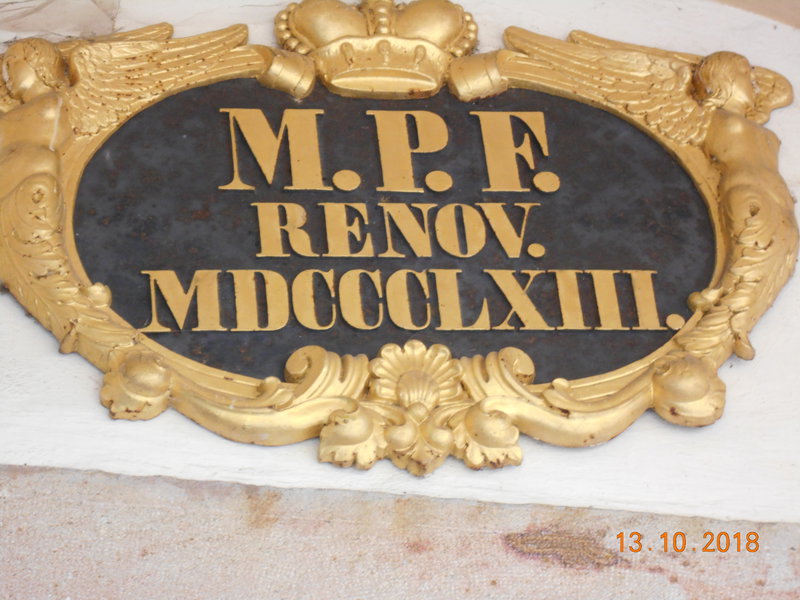 M. P. F.
RENOV.
MDCCCLXIII.
13.10.2018